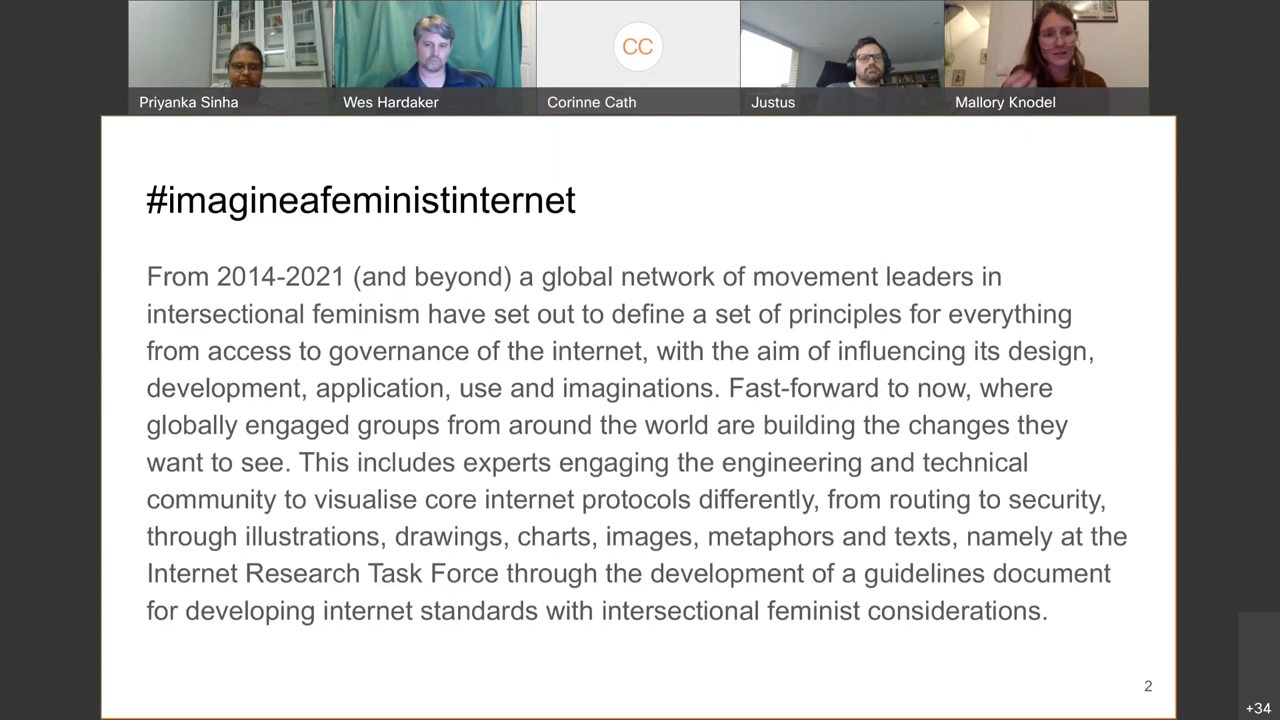 CC
Priyanka Sinha
Wes Hardaker
Corinne Cath
Justus
Mallory Knodel
#imagineafeministinternet
From 2014-2021 (and beyond) a global network of movement leaders in
intersectional feminism have set out to define a set of principles for everything
from access to governance of the internet, with the aim of influencing its design,
development, application, use and imaginations. Fast-forward to now, where
globally engaged groups from around the world are building the changes they
want to see. This includes experts engaging the engineering and technical
community to visualise core internet protocols differently, from routing to security,
through illustrations, drawings, charts, images, metaphors and texts, namely at the
Internet Research Task Force through the development of a guidelines document
for developing internet standards with intersectional feminist considerations.
2
+34